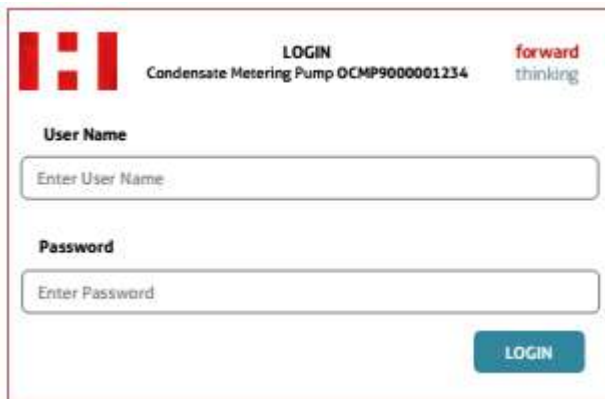 LOGIN
Condensate Metering Pump OCMP9000001234
forward
thinking
User Name
Enter User Name
Password
Enter Password
LOGIN